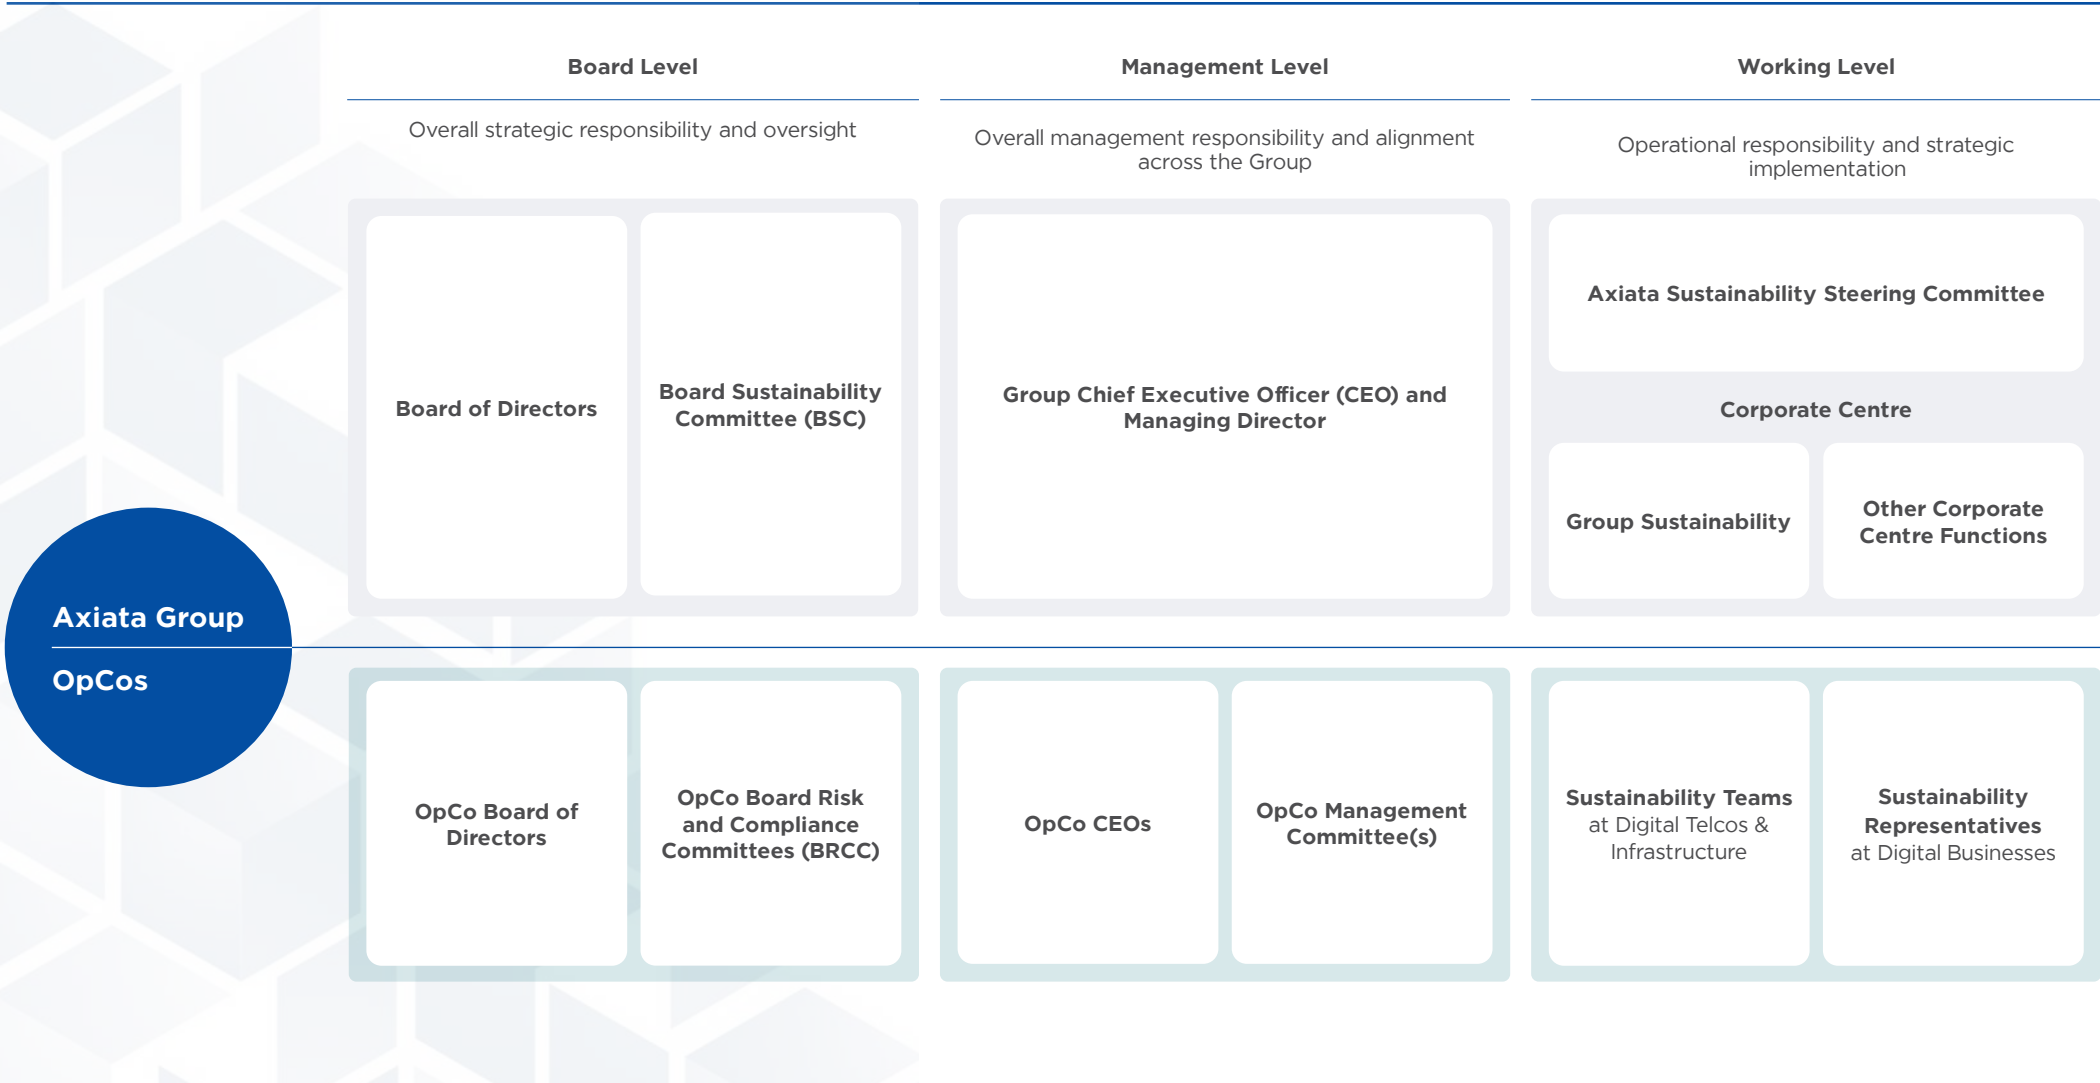 Board Level
Overall strategic responsibility and oversight
Management Level
Overall management responsibility and alignment
across the Group
Working Level
Operational responsibility and strategic
implementation
Axiata Group
OpCos
Board of Directors
Board Sustainability
Committee (BSC)
Group Chief Executive Officer (CEO) and
Managing Director
Axiata Sustainability Steering Committee
Corporate Centre
Group Sustainability
Other Corporate
Centre Functions
OpCo Board of
Directors
OpCo Board Risk
and Compliance
Committees (BRCC)
OpCo CEOs
OpCo Management
Committee(s)
Sustainability Teams
at Digital Telcos &
Infrastructure
Sustainability
Representatives
at Digital Businesses